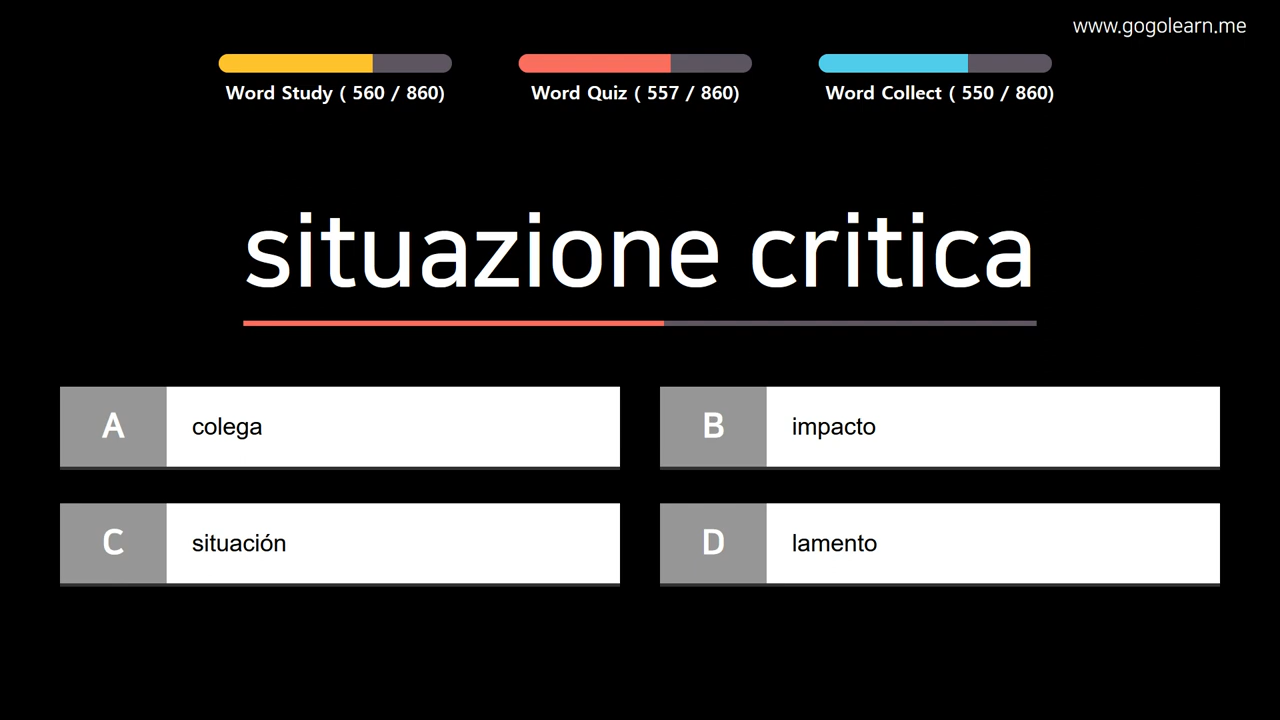 www.gogolearn.me
Word Study ( 560 / 860)
Word Quiz ( 557 / 860)
Word Collect ( 550 / 860)
situazione critica
A
colega
B
impacto
C
situación
D
lamento